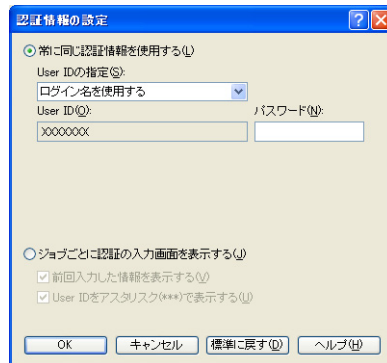 認証情報の設定
常に同じ認証情報を使用する(L)
User IDの指定(S):
ログイン名を使用する
User ID(O): パスワード(N):
XXXXXXX
ジョブごとに認証の入力画面を表示する(J)
前回入力した情報を表示する(V)
User IDをアスタリスク(***)で表示する(U)
OK キャンセル 標準に戻す(D) ヘルプ(H)